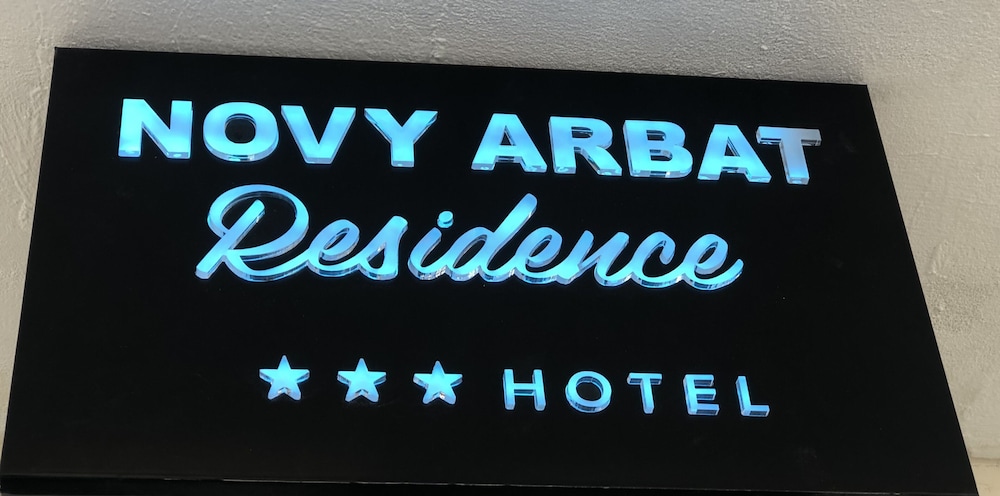 NOVY ARBAT
Residence
★★★ HOTEL